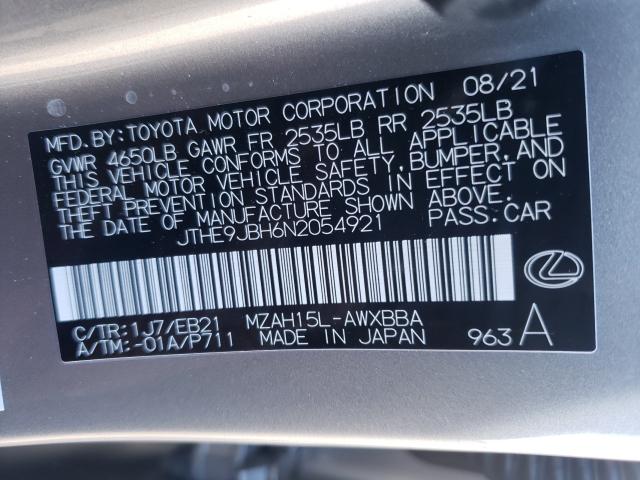 MFD. BY: TOYOTA MOTOR CORPORATION 08/21
GVWR 4650LB GAWR FR 2535LB RR 2535LB
THIS VEHICLE CONFORMS TO ALL APPLICABLE
FEDERAL MOTOR VEHICLE SAFETY, BUMPER, AND
THEFT PREVENTION STANDARDS IN EFFECT ON
THE DATE OF MANUFACTURE SHOWN ABOVE.
JTHE9JBH6N2054921 PASS. CAR
C/TR: 1J7/EB21 MZAH15L-AWXBBA
A/TM: -01A/P711 MADE IN JAPAN 963 A